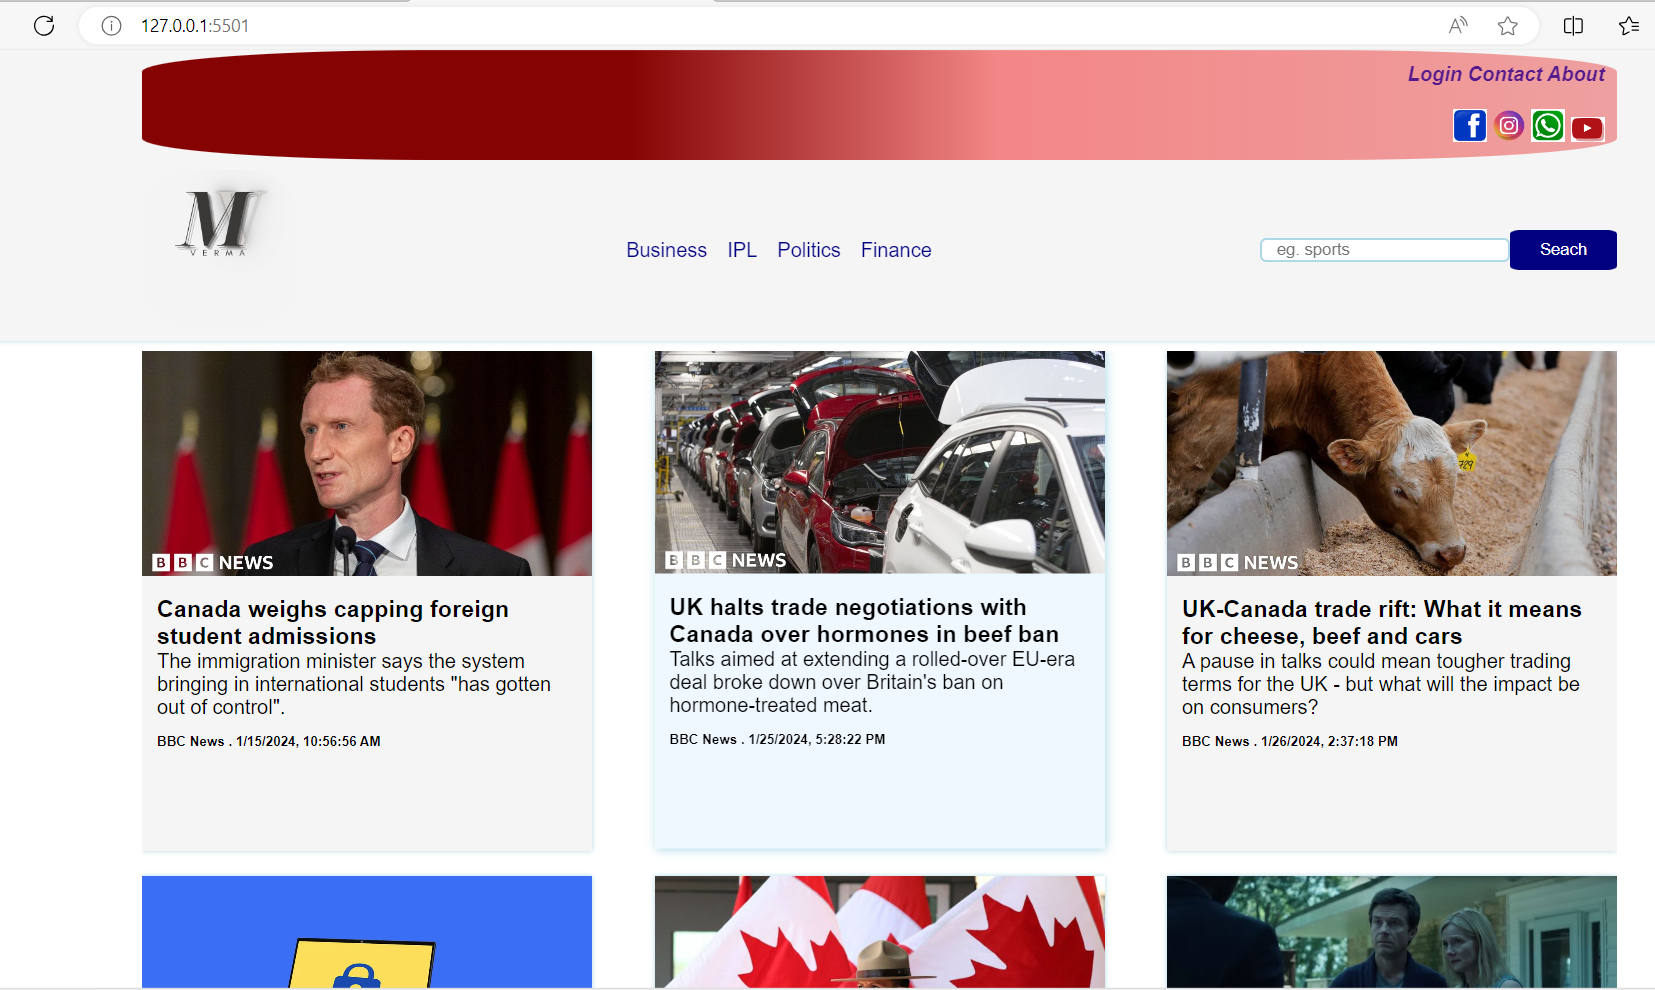 127.0.0.1:5501
Login Contact About
M
VERMA
Business IPL Politics Finance
eg. sports
Seach
BBC NEWS
Canada weighs capping foreign
student admissions
The immigration minister says the system
bringing in international students "has gotten
out of control".
BBC News . 1/15/2024, 10:56:56 AM
BBC NEWS
UK halts trade negotiations with
Canada over hormones in beef ban
Talks aimed at extending a rolled-over EU-era
deal broke down over Britain's ban on
hormone-treated meat.
BBC News . 1/25/2024, 5:28:22 PM
729
BBC NEWS
UK-Canada trade rift: What it means
for cheese, beef and cars
A pause in talks could mean tougher trading
terms for the UK - but what will the impact be
on consumers?
BBC News . 1/26/2024, 2:37:18 PM